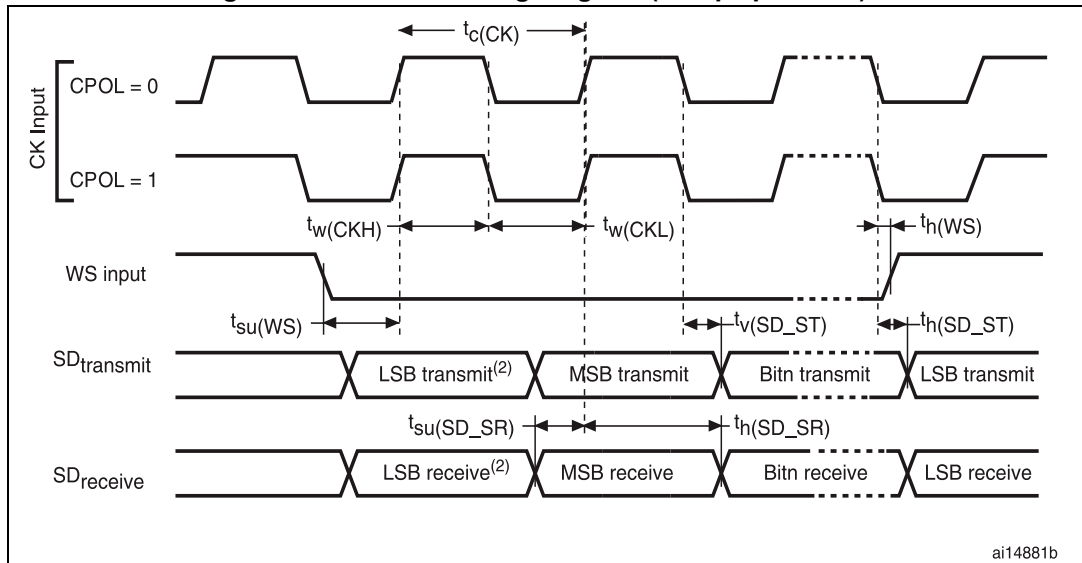 tc(CK)
CK Input
CPOL = 0
CPOL = 1
tw(CKH)
tw(CKL)
th(WS)
WS input
tsu(WS)
tv(SD_ST)
th(SD_ST)
SDtransmit
LSB transmit(2)
MSB transmit
Bitn transmit
LSB transmit
tsu(SD_SR)
th(SD_SR)
SDreceive
LSB receive(2)
MSB receive
Bitn receive
LSB receive
ai14881b